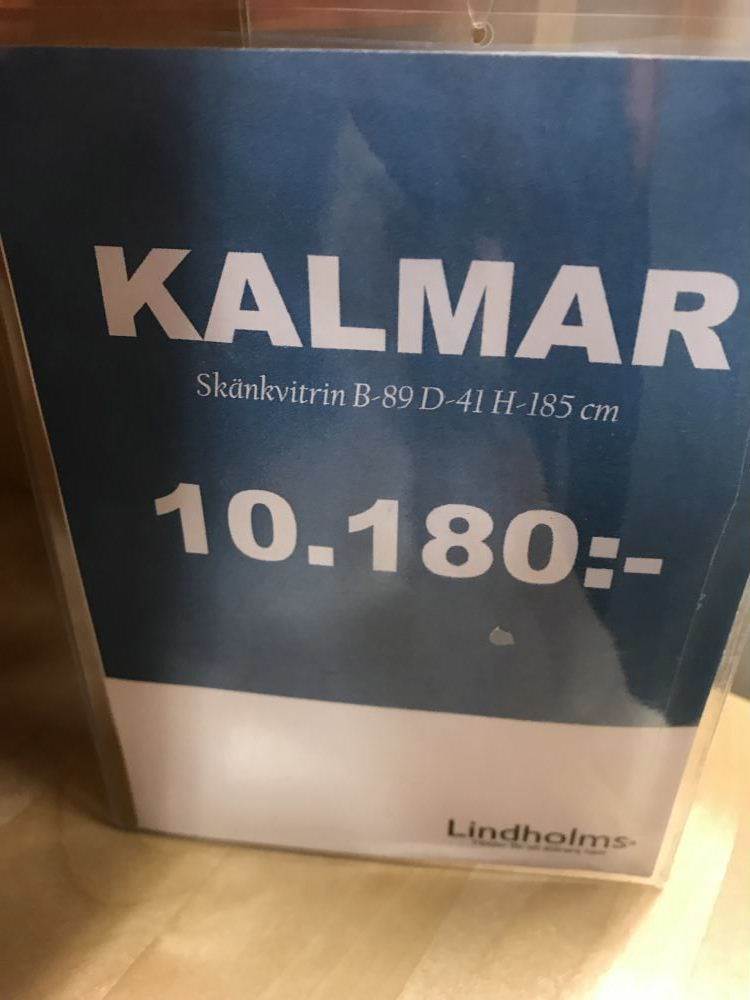 KALMAR
Skänkvitrin B-89 D-41 H-185 cm
10.180:-
Lindholms